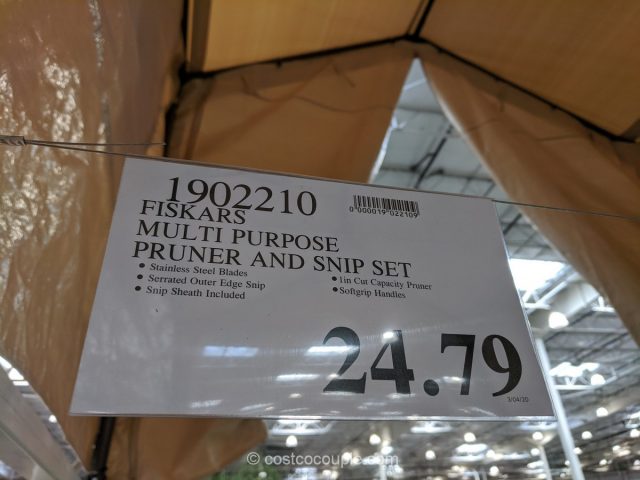 1902210
0"000019"022109"
FISKARS
MULTI PURPOSE
PRUNER AND SNIP SET
• Stainless Steel Blades
• Serrated Outer Edge Snip
• Snip Sheath Included
• 1in Cut Capacity Pruner
• Softgrip Handles
24.79
3/04/20
© costcocouple.com